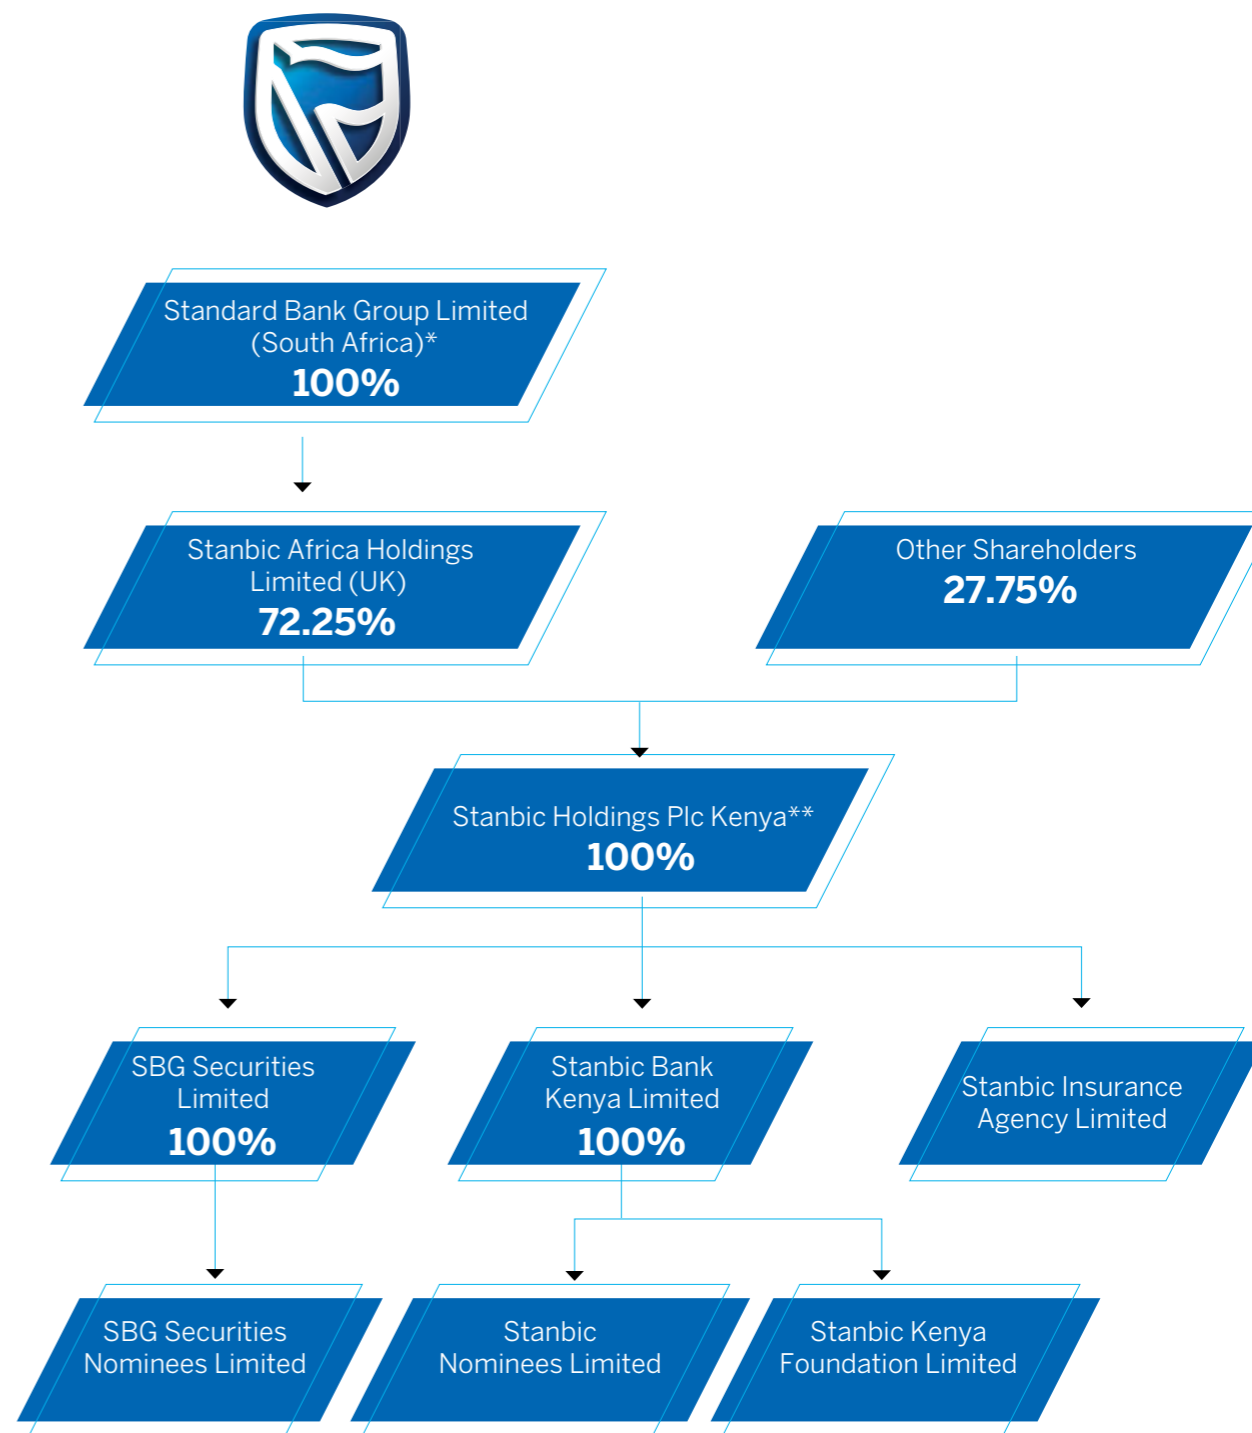 Standard Bank Group Limited
(South Africa)*
100%
Stanbic Africa Holdings
Limited (UK)
72.25%
Other Shareholders
27.75%
Stanbic Holdings Plc Kenya**
100%
SBG Securities
Limited
100%
Stanbic Bank
Kenya Limited
100%
Stanbic Insurance
Agency Limited
SBG Securities
Nominees Limited
Stanbic
Nominees Limited
Stanbic Kenya
Foundation Limited